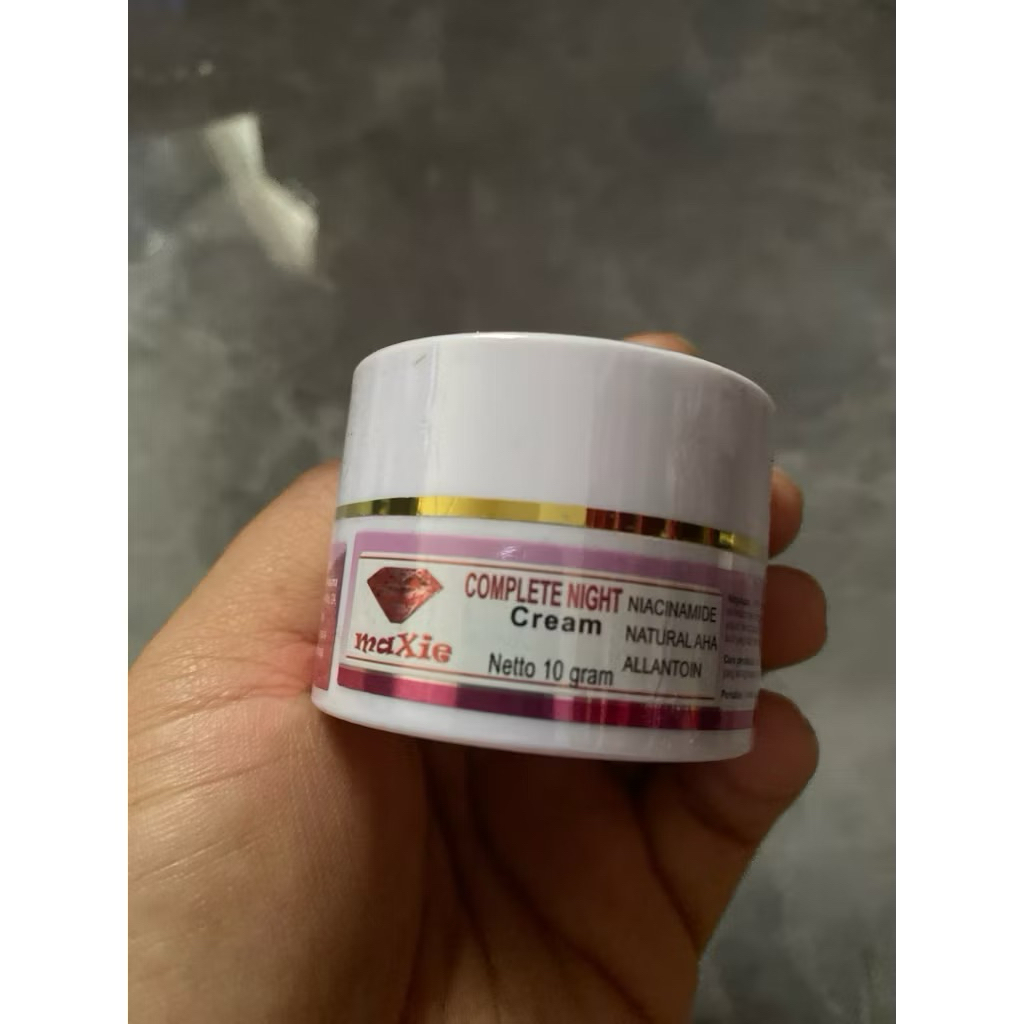 maXie
COMPLETE NIGHT
Cream
Netto 10 gram
NIACINAMIDE
NATURAL AHA
ALLANTOIN